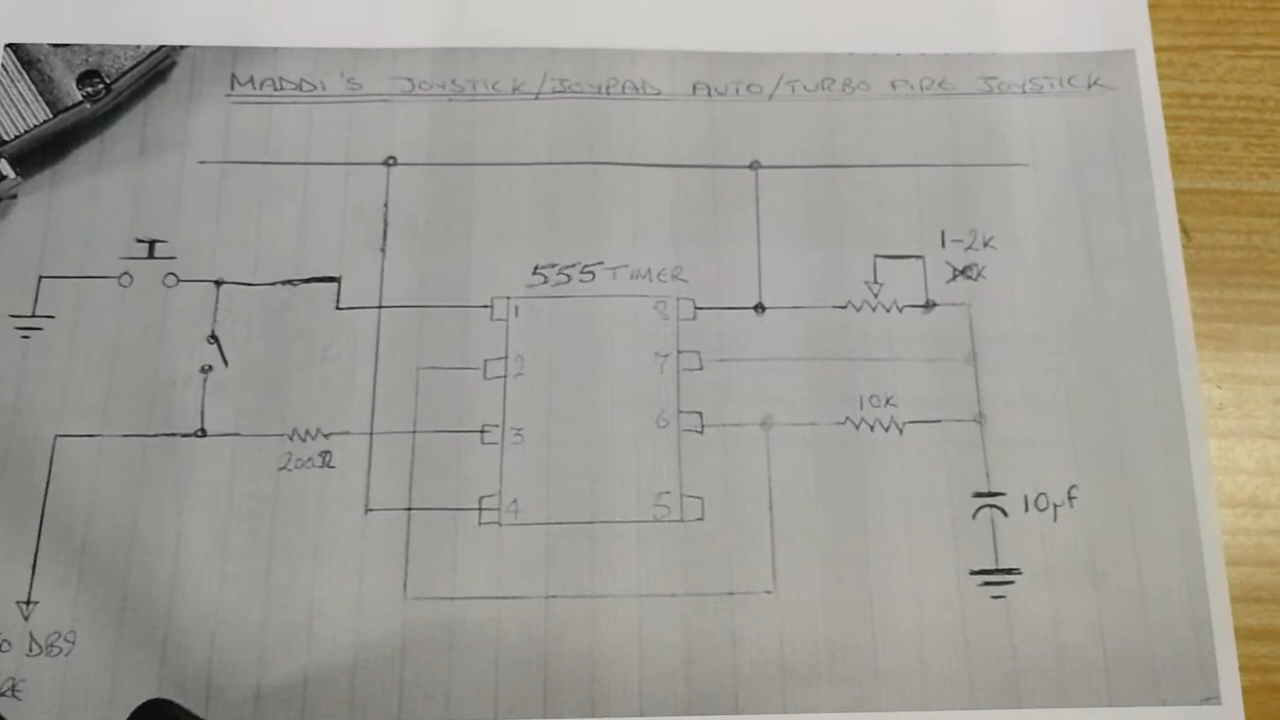 MADDI'S JOYSTICK/JOYPAD AUTO/TURBO FIRE JOYSTICK
1-2K
555 TIMER
1
8
2
7
10K
6
3
200Ω
4
5
10µF
DB9